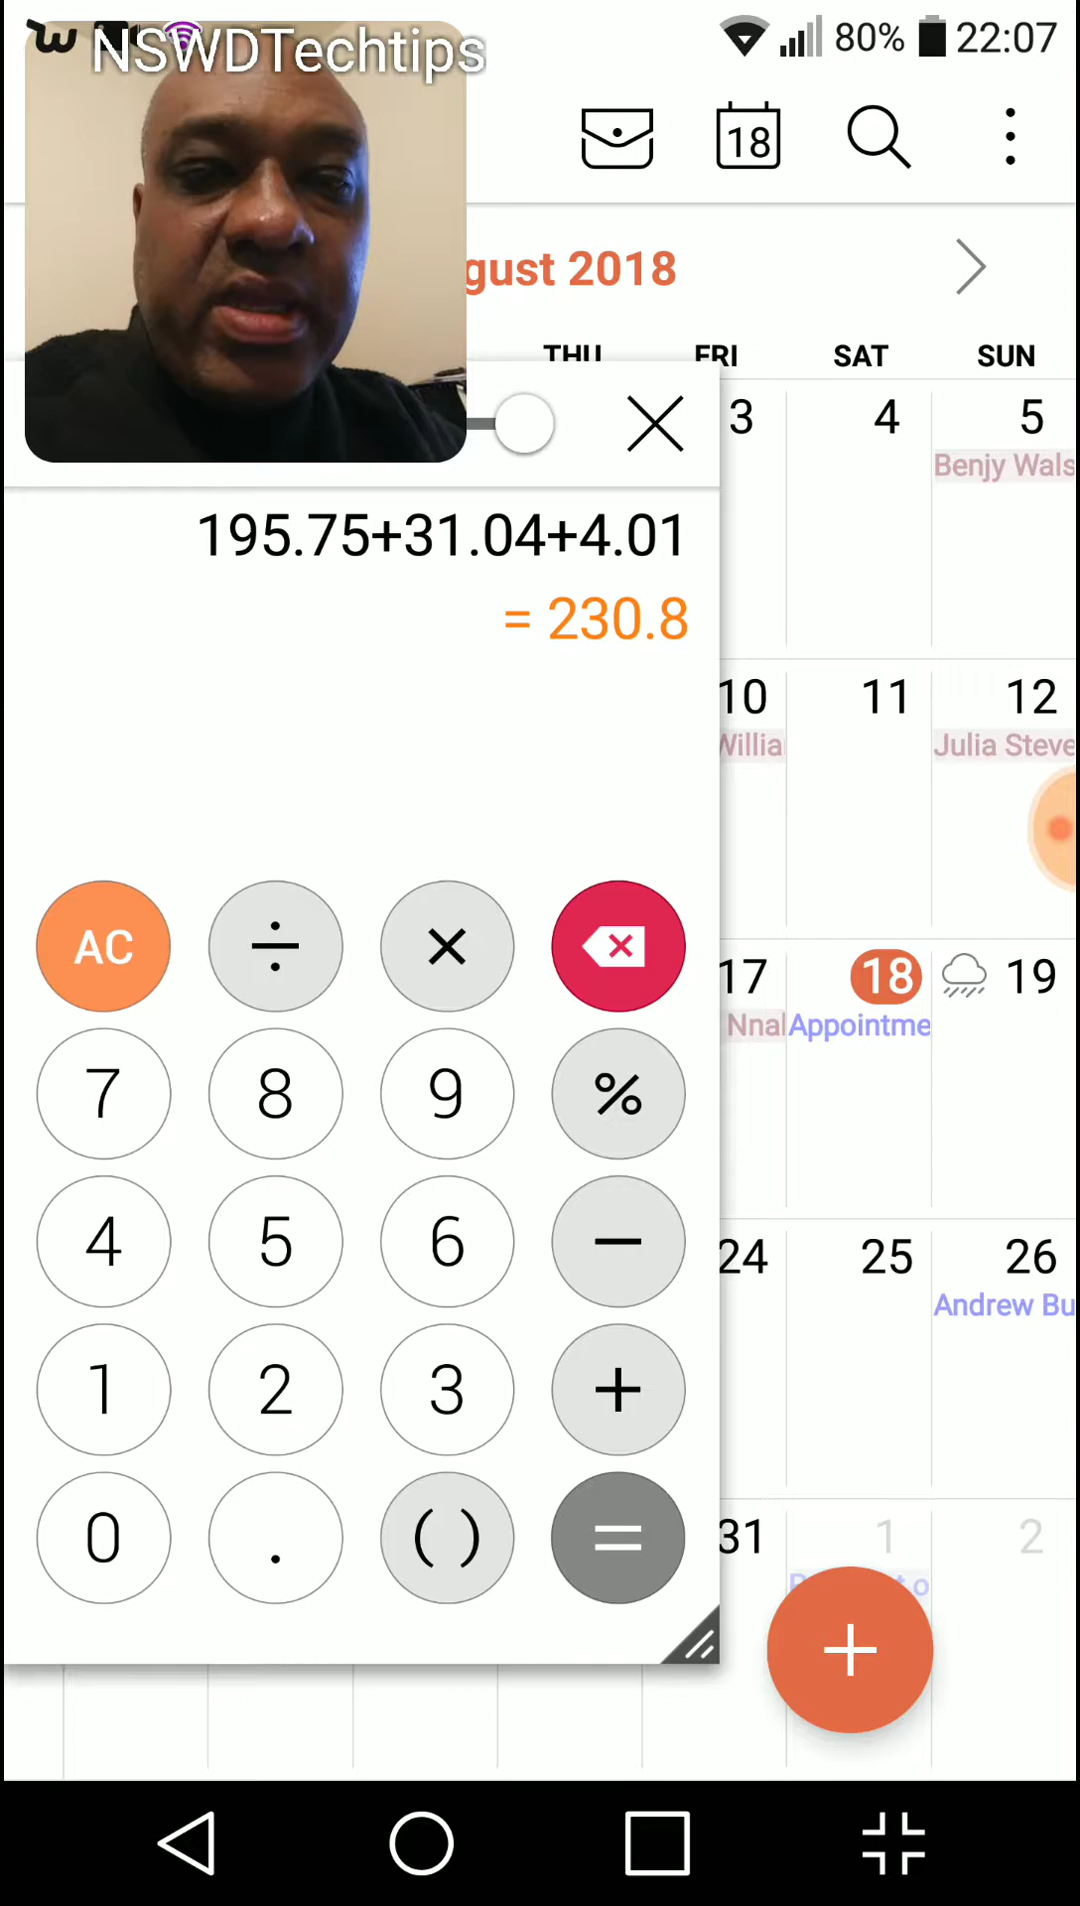 NSWDTechtips
80% 22:07
18
gust 2018
THU FRI SAT SUN
3 4 5
Benjy Wals
195.75+31.04+4.01
= 230.8
10 11 12
Willia Julia Steve
AC ÷ × 
17 18 19
Nnal Appointme
7 8 9 %
4 5 6 −
24 25 26
Andrew Bu
1 2 3 +
0 . ( ) =
31 1 2
+